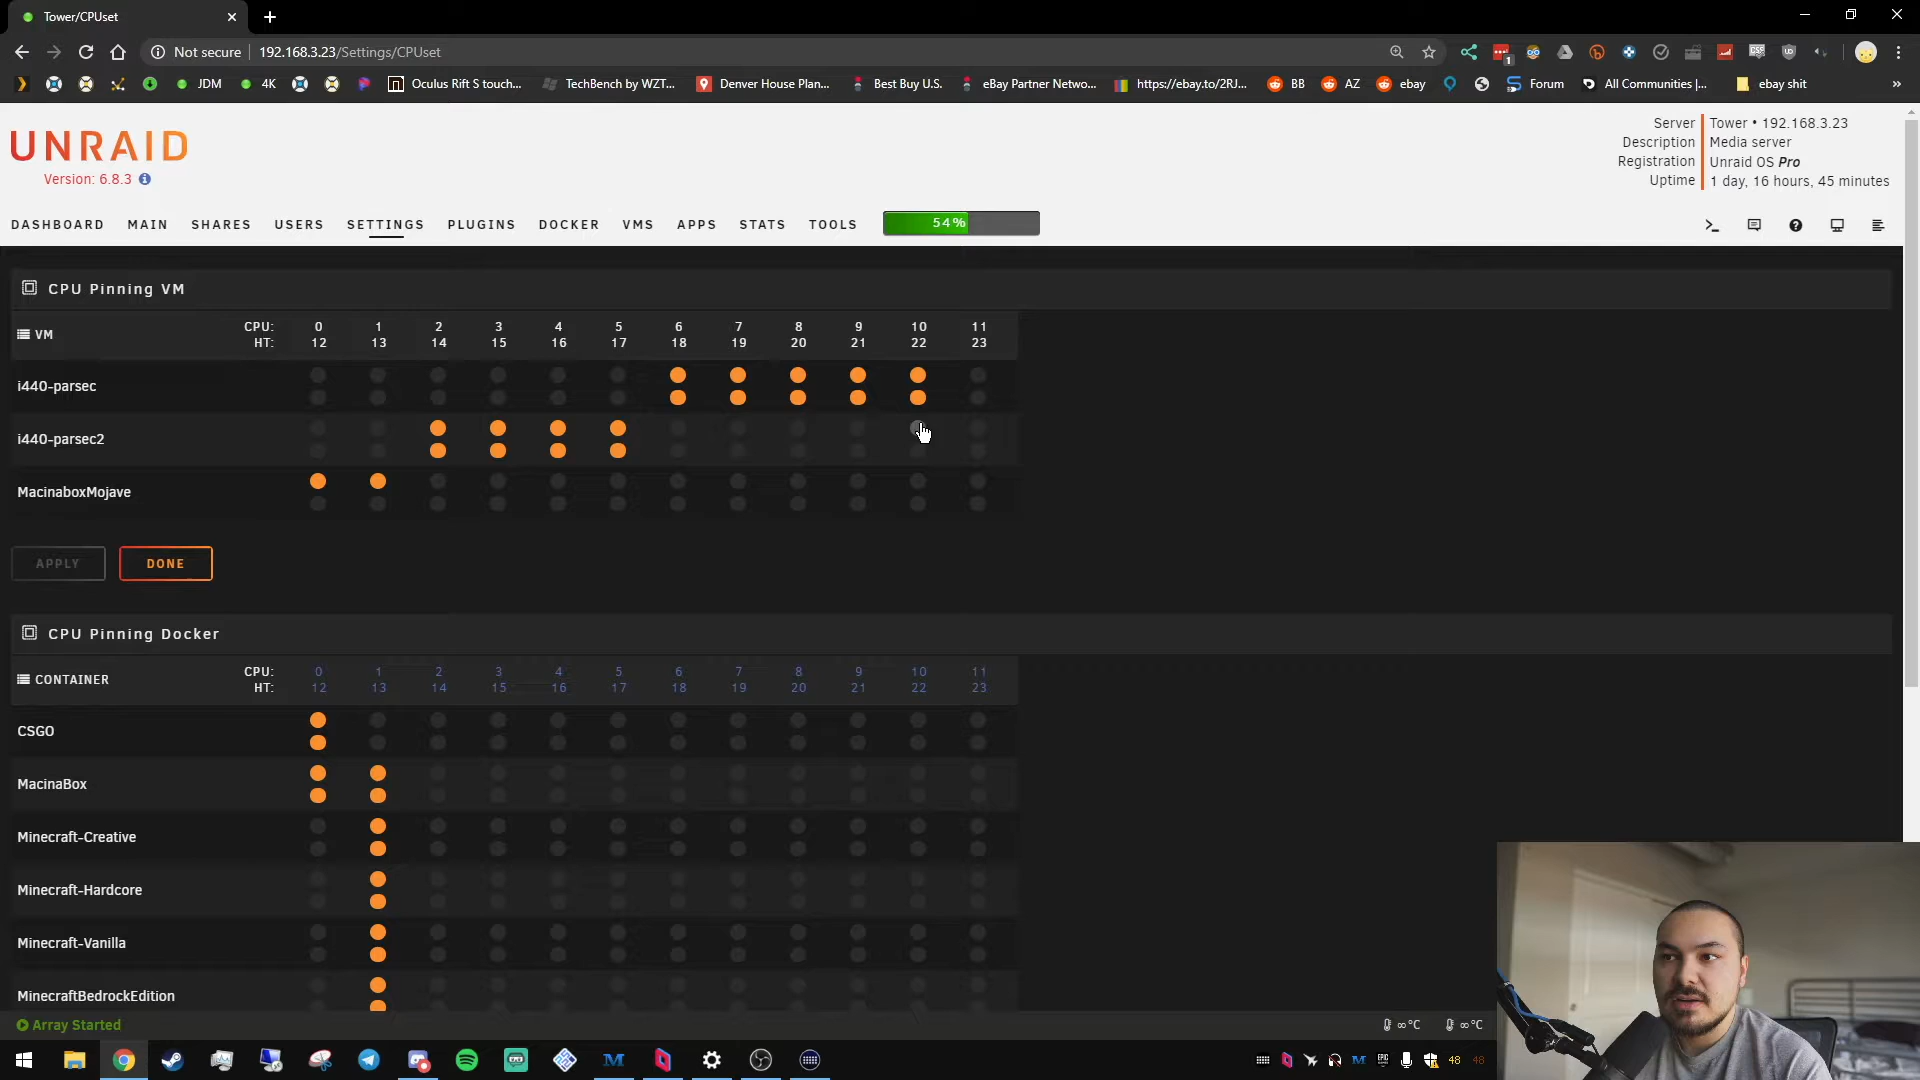 Tower/CPUset
Not secure 192.168.3.23/Settings/CPUset
JDM 4K Oculus Rift S touch... TechBench by WZT... Denver House Plan... Best Buy U.S. eBay Partner Netwo... https://ebay.to/2RJ... BB AZ ebay Forum All Communities |... ebay shit »
UNRAID
Version: 6.8.3
Server Tower • 192.168.3.23
Description Media server
Registration Unraid OS Pro
Uptime 1 day, 16 hours, 45 minutes
DASHBOARD MAIN SHARES USERS SETTINGS PLUGINS DOCKER VMS APPS STATS TOOLS 54%
CPU Pinning VM
VM CPU: 0 1 2 3 4 5 6 7 8 9 10 11
HT: 12 13 14 15 16 17 18 19 20 21 22 23
i440-parsec
i440-parsec2
MacinaboxMojave
APPLY DONE
CPU Pinning Docker
CONTAINER CPU: 0 1 2 3 4 5 6 7 8 9 10 11
HT: 12 13 14 15 16 17 18 19 20 21 22 23
CSGO
MacinaBox
Minecraft-Creative
Minecraft-Hardcore
Minecraft-Vanilla
MinecraftBedrockEdition
Array Started ∞°C ∞°C
48 48